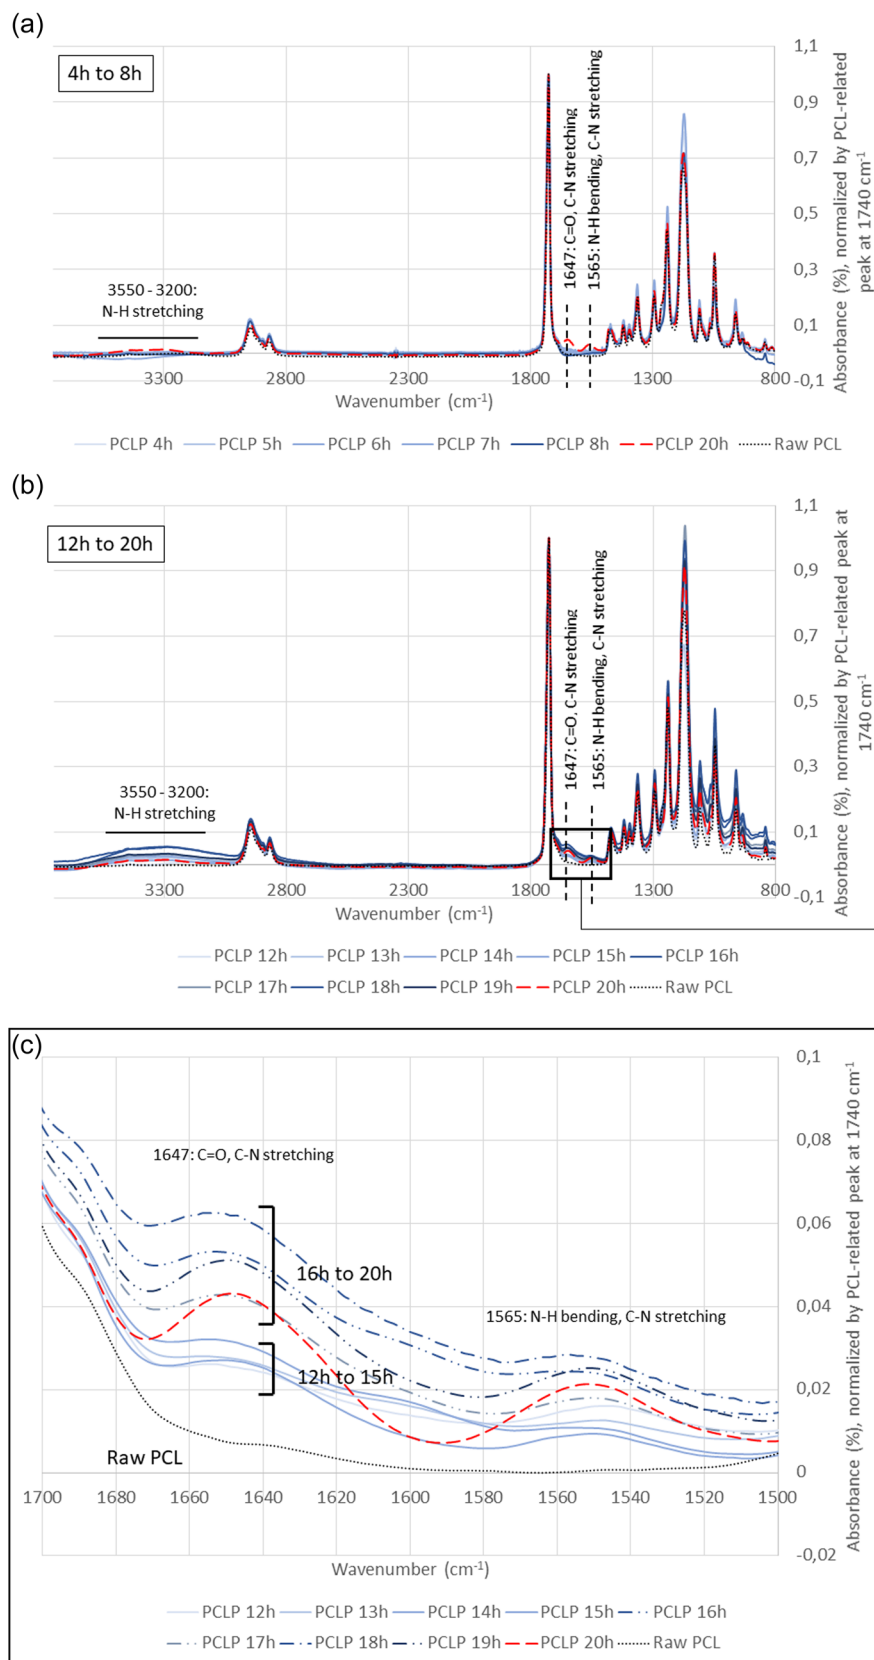 (a)
4h to 8h
1647: C=O, C-N stretching
1565: N-H bending, C-N stretching
3550 - 3200:
N-H stretching
1,1
0,9
0,7
0,5
0,3
0,1
-0,1
Absorbance (%), normalized by PCL-related
peak at 1740 cm-1
3300 2800 2300 1800 1300 800
Wavenumber (cm-1)
PCLP 4h PCLP 5h PCLP 6h PCLP 7h PCLP 8h PCLP 20h Raw PCL
(b)
12h to 20h
1647: C=O, C-N stretching
1565: N-H bending, C-N stretching
3550 - 3200:
N-H stretching
1,1
0,9
0,7
0,5
0,3
0,1
-0,1
Absorbance (%), normalized by PCL-related peak at
1740 cm-1
3300 2800 2300 1800 1300 800
Wavenumber (cm-1)
PCLP 12h PCLP 13h PCLP 14h PCLP 15h PCLP 16h
PCLP 17h PCLP 18h PCLP 19h PCLP 20h Raw PCL
(c)
1647: C=O, C-N stretching
16h to 20h
1565: N-H bending, C-N stretching
12h to 15h
Raw PCL
0,1
0,08
0,06
0,04
0,02
0
-0,02
Absorbance (%), normalized by PCL-related peak at 1740 cm-1
1700 1680 1660 1640 1620 1600 1580 1560 1540 1520 1500
Wavenumber (cm-1)
PCLP 12h PCLP 13h PCLP 14h PCLP 15h PCLP 16h
PCLP 17h PCLP 18h PCLP 19h PCLP 20h Raw PCL